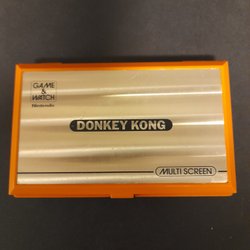 GAME
&
WATCH
Nintendo
DONKEY KONG
MULTI SCREEN